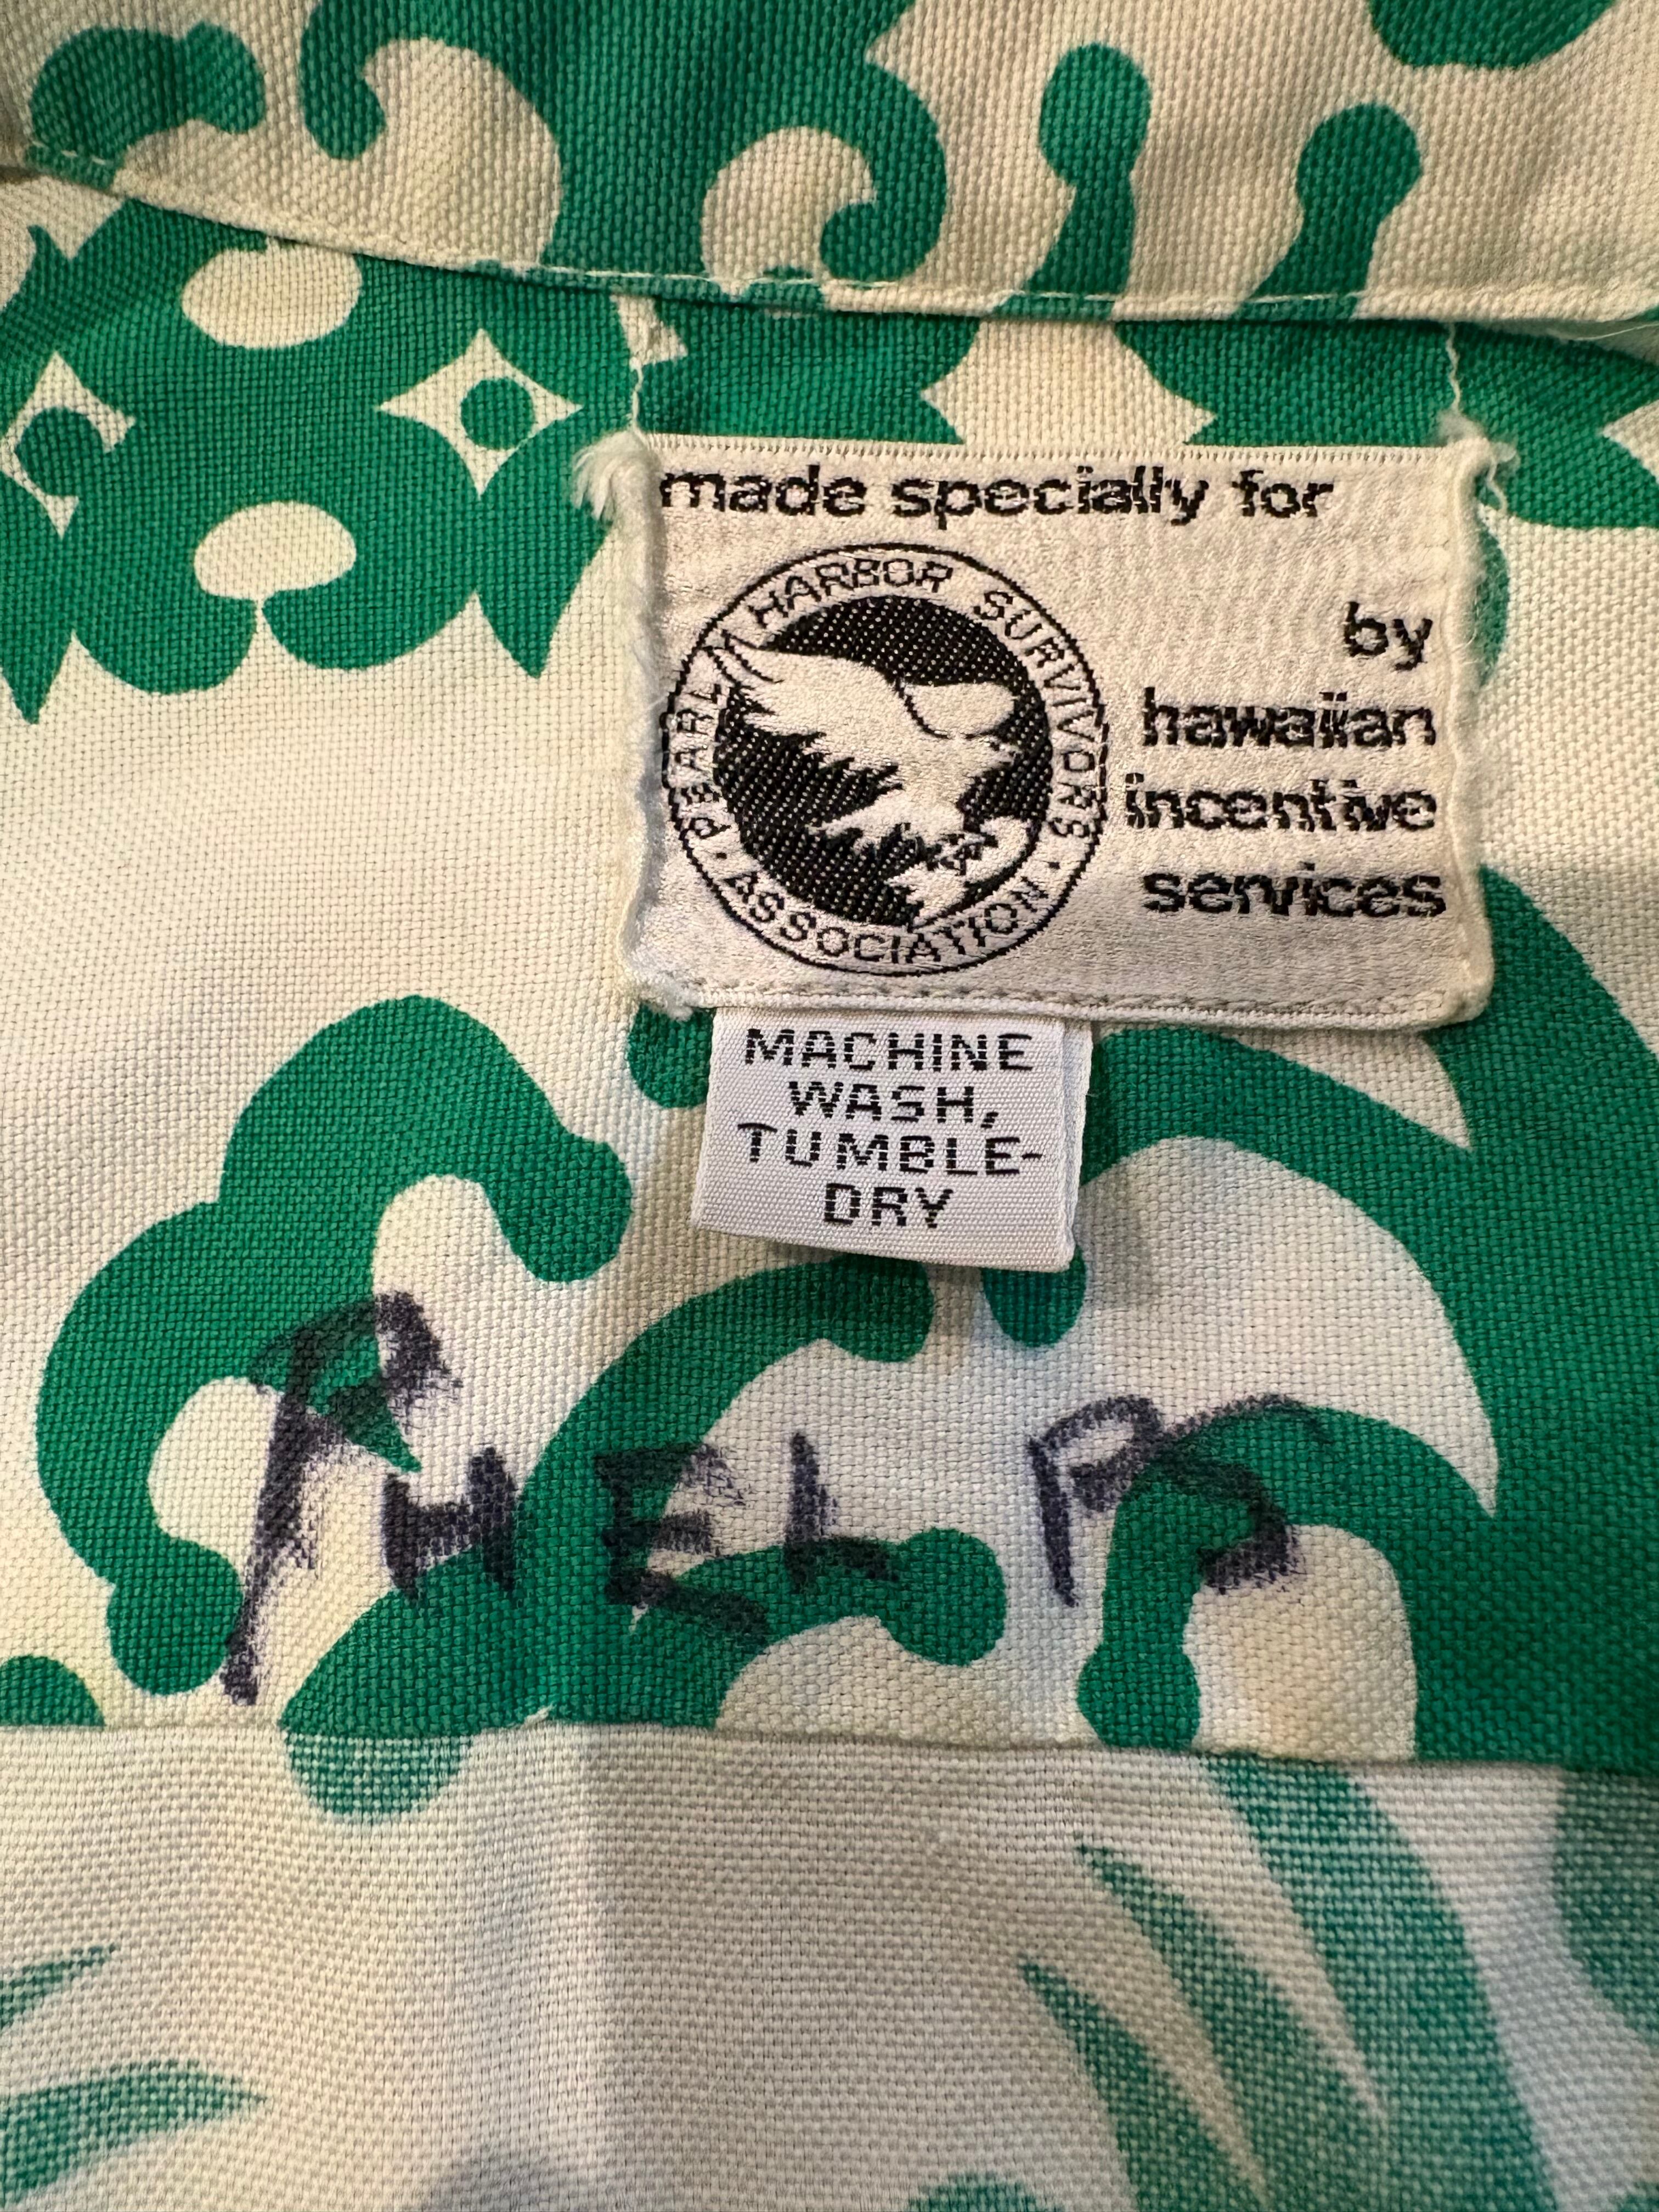 made specially for
PEARL HARBOR SURVIVORS · ASSOCIATION ·
by
hawaiian
incentive
services
MACHINE
WASH,
TUMBLE-
DRY
PHELPS